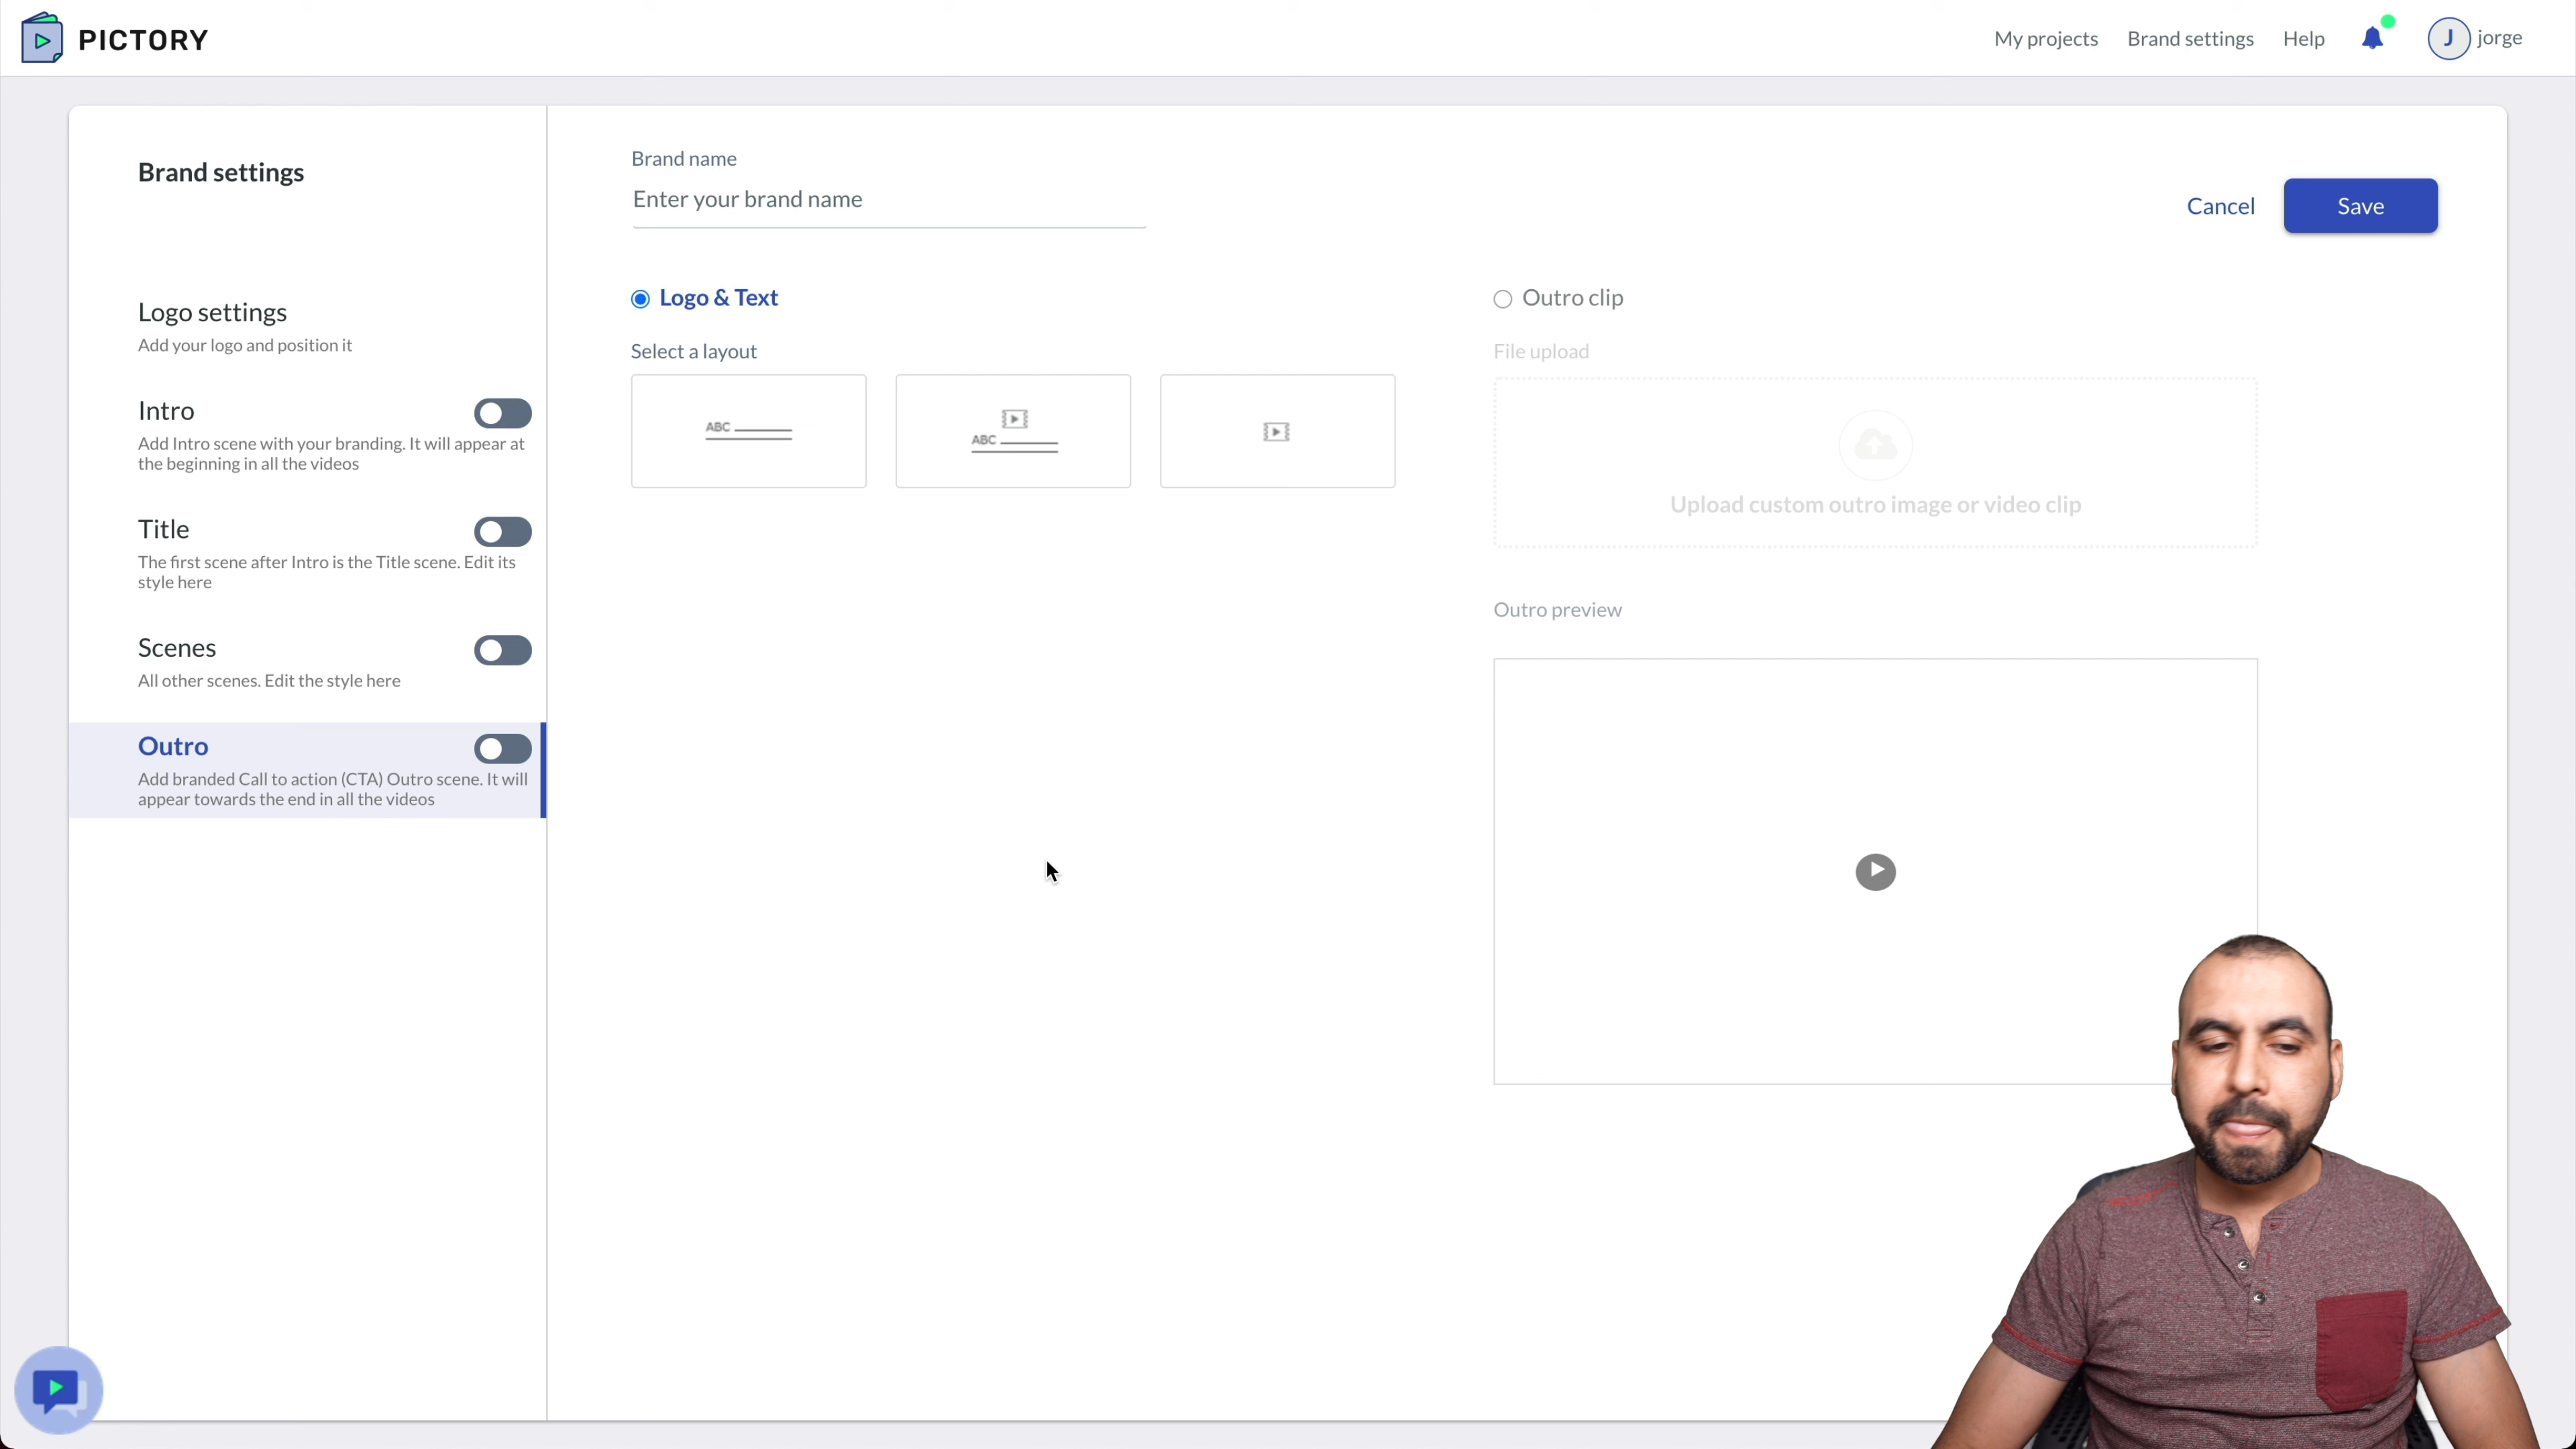 PICTORY
My projects
Brand settings
Help
J
jorge
Brand settings
Logo settings
Add your logo and position it
Intro
Add Intro scene with your branding. It will appear at
the beginning in all the videos
Title
The first scene after Intro is the Title scene. Edit its
style here
Scenes
All other scenes. Edit the style here
Outro
Add branded Call to action (CTA) Outro scene. It will
appear towards the end in all the videos
Brand name
Enter your brand name
Cancel
Save
Logo & Text
Select a layout
ABC
ABC
Outro clip
File upload
Upload custom outro image or video clip
Outro preview